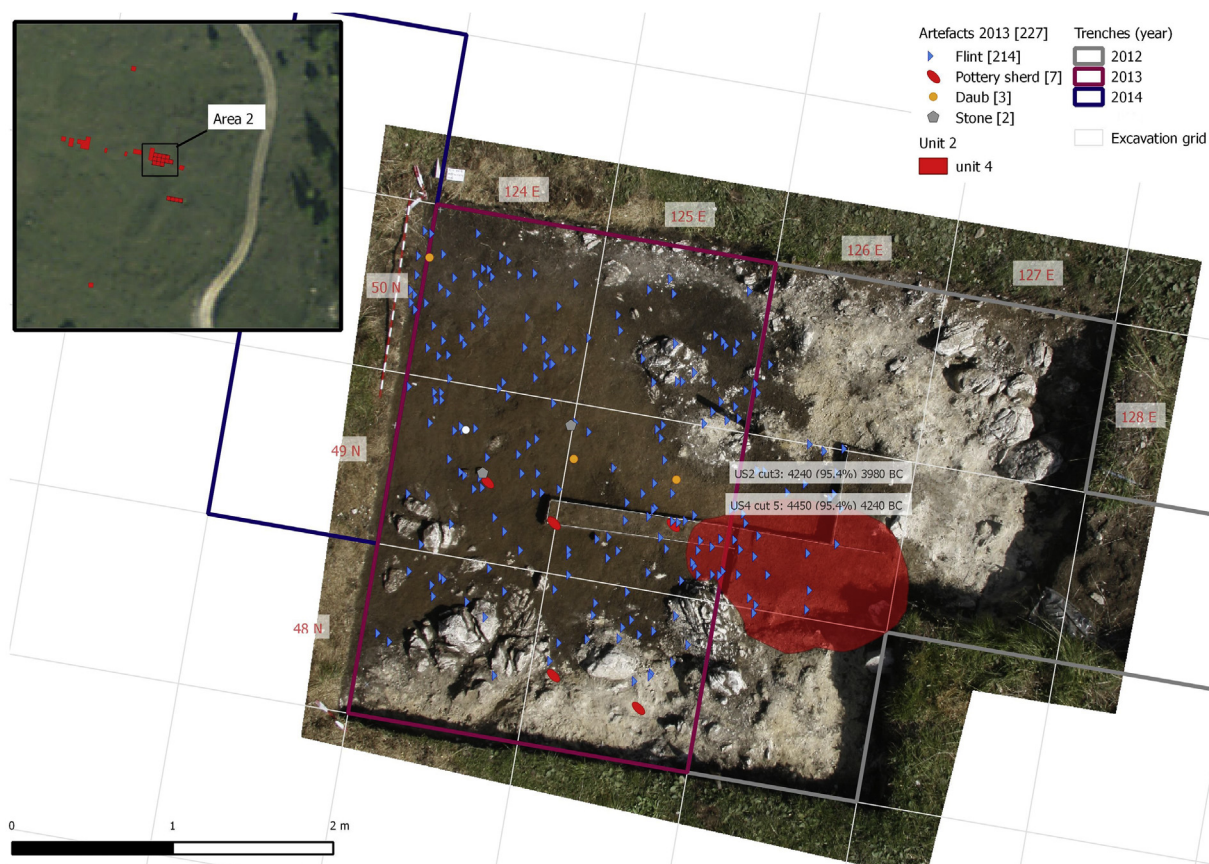 Area 2
Artefacts 2013 [227]
Flint [214]
Pottery sherd [7]
Daub [3]
Stone [2]
Unit 2
unit 4
Trenches (year)
2012
2013
2014
Excavation grid
124 E
125 E
126 E
127 E
128 E
50 N
49 N
48 N
US2 cut3: 4240 (95.4%) 3980 BC
US4 cut 5: 4450 (95.4%) 4240 BC
0 1 2 m